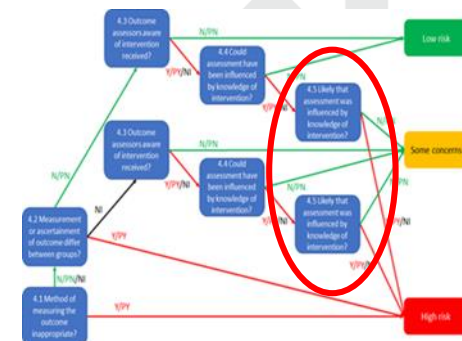 4.3 Outcome
assessors aware
of intervention
received?
N/PN
Low risk
4.4 Could
assessment have
been influenced
by knowledge of
intervention?
Y/PY/NI
N/PN
4.5 Likely that
assessment was
influenced by
knowledge of
intervention?
N/PN
4.3 Outcome
assessors aware
of intervention
received?
N/PN
Some concerns
Y/PY/NI
4.4 Could
assessment have
been influenced
by knowledge of
intervention?
N/PN
N/PN
4.5 Likely that
assessment was
influenced by
knowledge of
intervention?
N/PN
NI
4.2 Measurement
or ascertainment
of outcome differ
between groups?
Y/PY
N/PN/NI
4.1 Method of
measuring the
outcome
inappropriate?
Y/PY
High risk